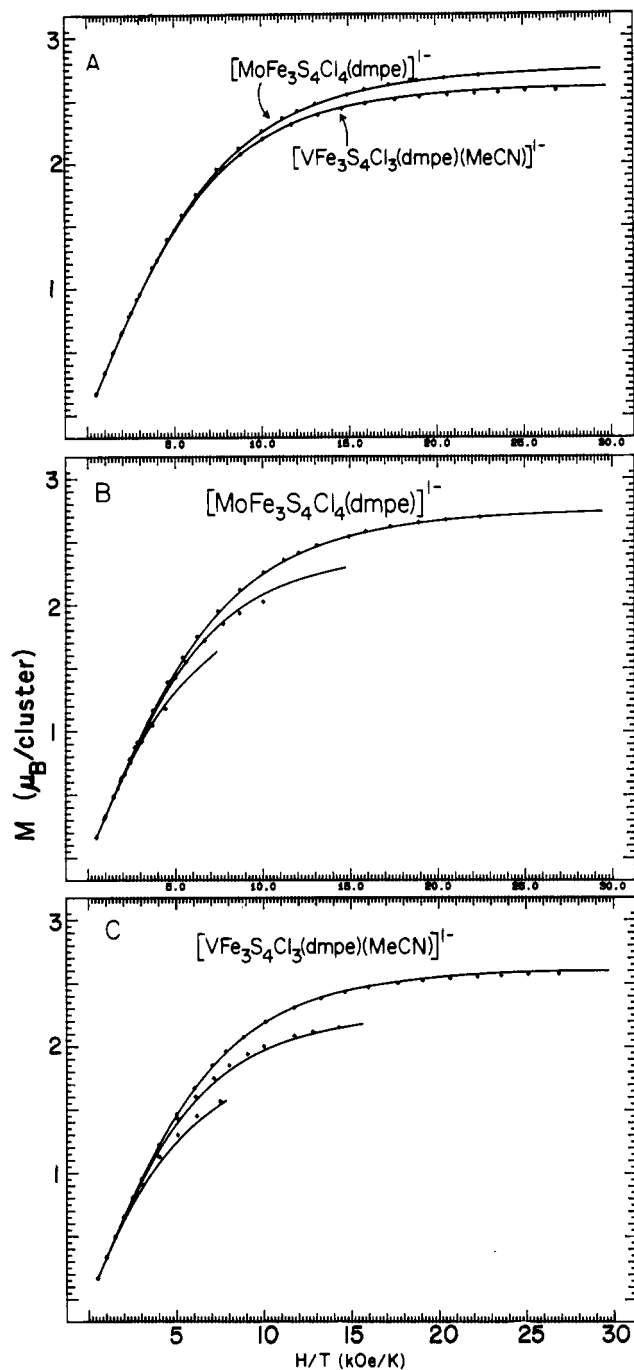 3
A
[MoFe₃S₄Cl₄(dmpe)]¹⁻
[VFe₃S₄Cl₃(dmpe)(MeCN)]¹⁻
2
1
5.0 10.0 15.0 20.0 25.0 30.0
B
[MoFe₃S₄Cl₄(dmpe)]¹⁻
3
2
1
M (μB/cluster)
5.0 10.0 15.0 20.0 25.0 30.0
C
3
[VFe₃S₄Cl₃(dmpe)(MeCN)]¹⁻
2
1
5 10 15 20 25 30
H/T (kOe/K)